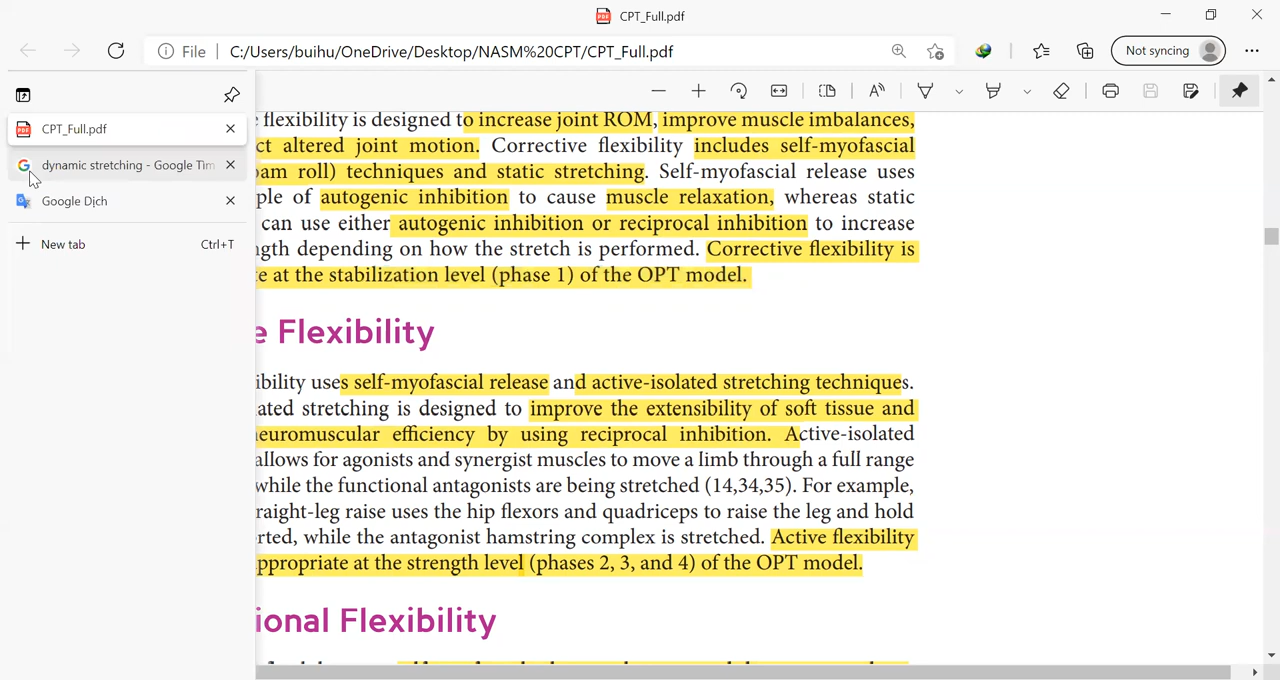 CPT_Full.pdf
File
C:/Users/buihu/OneDrive/Desktop/NASM%20CPT/CPT_Full.pdf
Not syncing
CPT_Full.pdf
dynamic stretching - Google Tìm
Google Dịch
New tab
Ctrl+T
flexibility is designed to increase joint ROM, improve muscle imbalances,
ct altered joint motion. Corrective flexibility includes self-myofascial
oam roll) techniques and static stretching. Self-myofascial release uses
ple of autogenic inhibition to cause muscle relaxation, whereas static
can use either autogenic inhibition or reciprocal inhibition to increase
ngth depending on how the stretch is performed. Corrective flexibility is
e at the stabilization level (phase 1) of the OPT model.
e Flexibility
ibility uses self-myofascial release and active-isolated stretching techniques.
ated stretching is designed to improve the extensibility of soft tissue and
neuromuscular efficiency by using reciprocal inhibition. Active-isolated
allows for agonists and synergist muscles to move a limb through a full range
while the functional antagonists are being stretched (14,34,35). For example,
raight-leg raise uses the hip flexors and quadriceps to raise the leg and hold
rted, while the antagonist hamstring complex is stretched. Active flexibility
ppropriate at the strength level (phases 2, 3, and 4) of the OPT model.
ional Flexibility